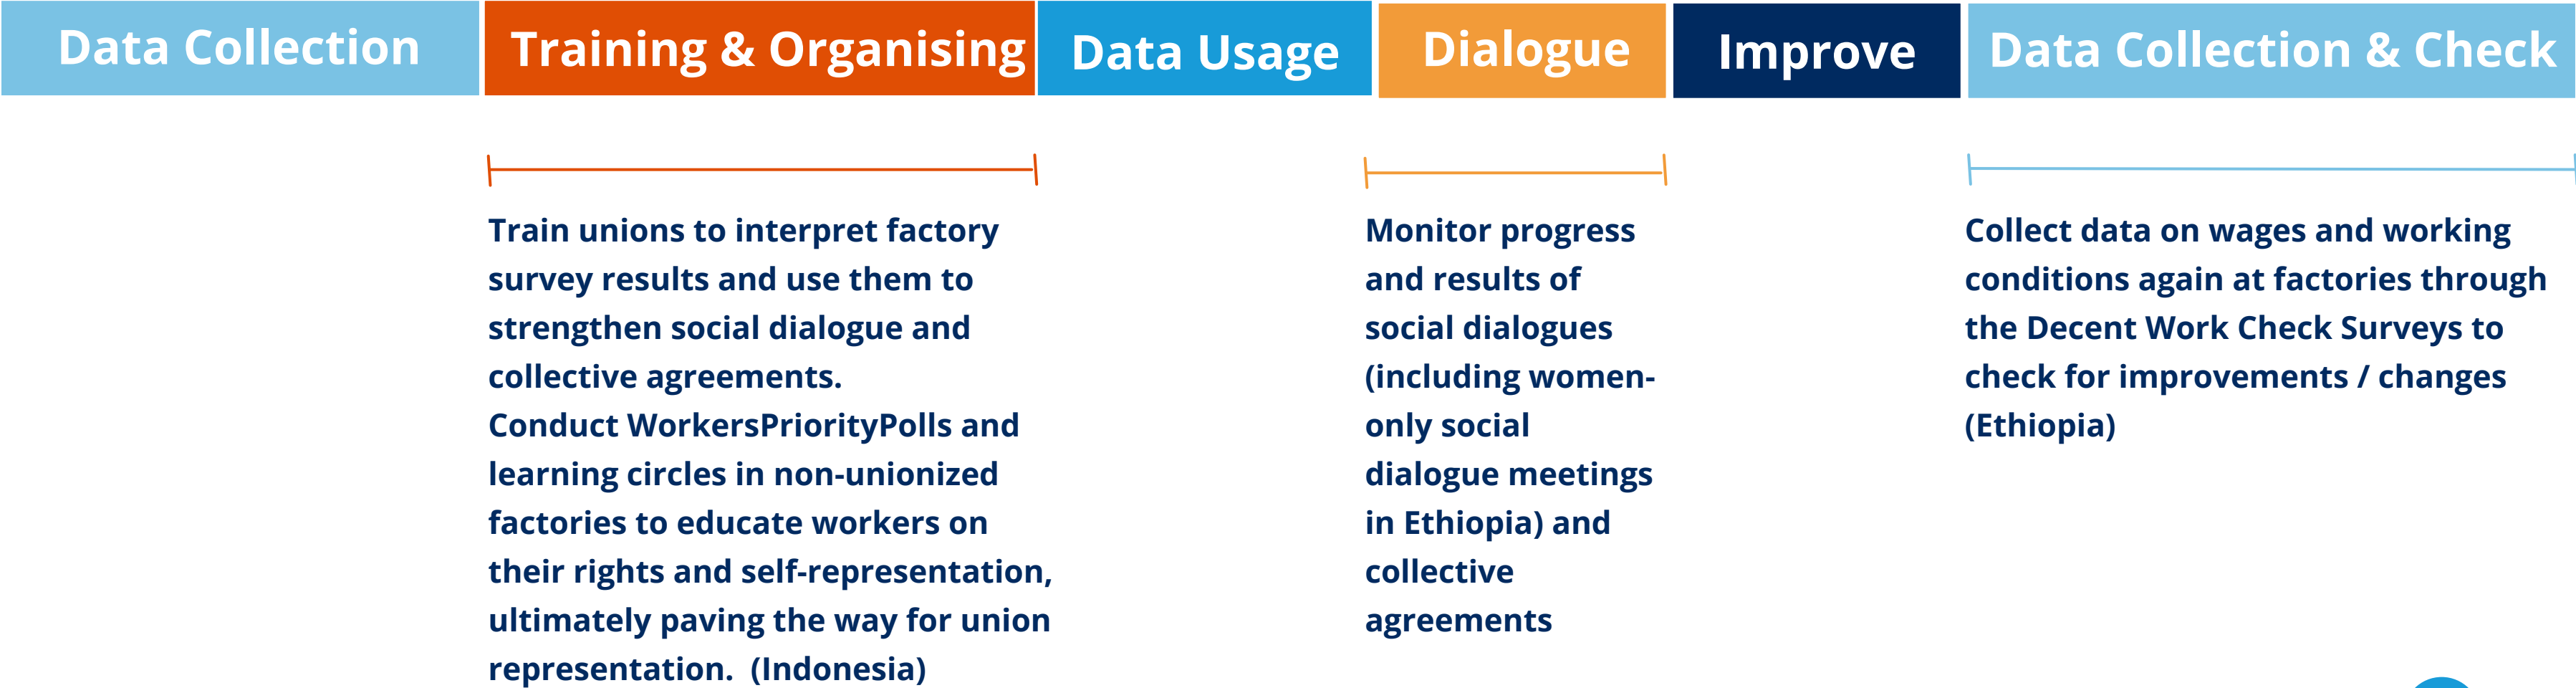 Data Collection
Training & Organising
Data Usage
Dialogue
Improve
Data Collection & Check
Train unions to interpret factory
survey results and use them to
strengthen social dialogue and
collective agreements.
Conduct WorkersPriorityPolls and
learning circles in non-unionized
factories to educate workers on
their rights and self-representation,
ultimately paving the way for union
representation.  (Indonesia)
Monitor progress
and results of
social dialogues
(including women-
only social
dialogue meetings
in Ethiopia) and
collective
agreements
Collect data on wages and working
conditions again at factories through
the Decent Work Check Surveys to
check for improvements / changes
(Ethiopia)